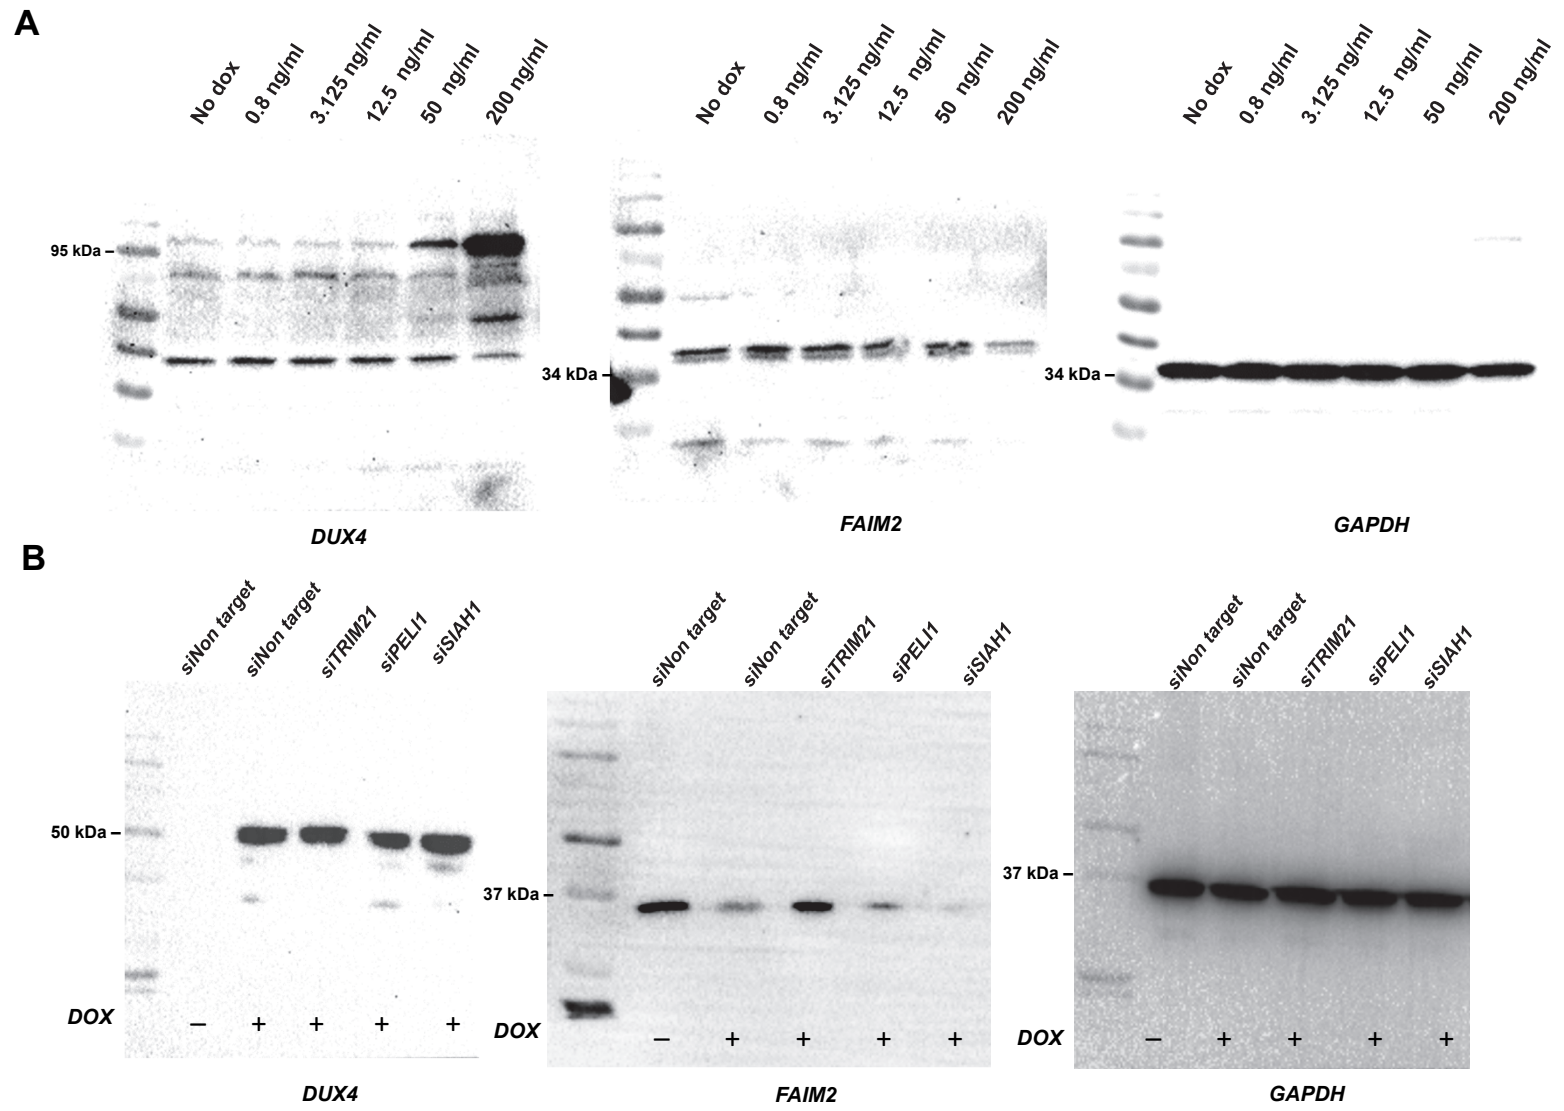 A
No dox
0.8 ng/ml
3.125 ng/ml
12.5 ng/ml
50 ng/ml
200 ng/ml
No dox
0.8 ng/ml
3.125 ng/ml
12.5 ng/ml
50 ng/ml
200 ng/ml
No dox
0.8 ng/ml
3.125 ng/ml
12.5 ng/ml
50 ng/ml
200 ng/ml
95 kDa
34 kDa
34 kDa
DUX4
FAIM2
GAPDH
B
siNon target
siNon target
siTRIM21
siPELI1
siSIAH1
siNon target
siNon target
siTRIM21
siPELI1
siSIAH1
siNon target
siNon target
siTRIM21
siPELI1
siSIAH1
50 kDa
37 kDa
37 kDa
DOX – + + + +
DOX – + + + +
DOX – + + + +
DUX4
FAIM2
GAPDH